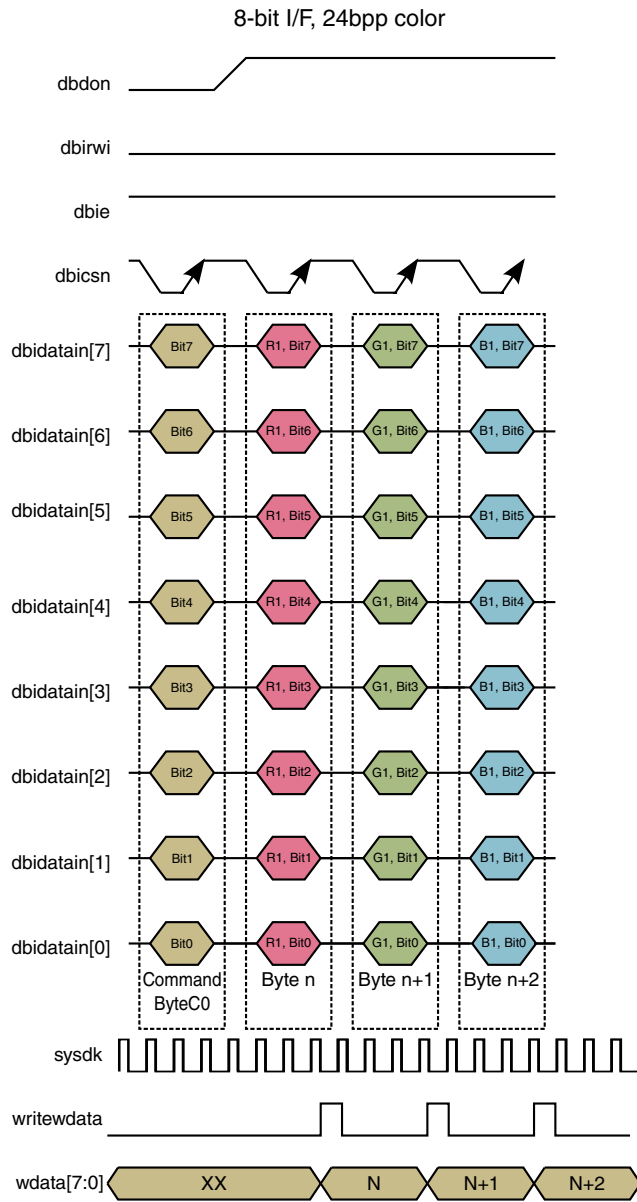 8-bit I/F, 24bpp color
dbdon
dbirwi
dbie
dbicsn
dbidatain[7] Bit7 R1, Bit7 G1, Bit7 B1, Bit7
dbidatain[6] Bit6 R1, Bit6 G1, Bit6 B1, Bit6
dbidatain[5] Bit5 R1, Bit5 G1, Bit5 B1, Bit5
dbidatain[4] Bit4 R1, Bit4 G1, Bit4 B1, Bit4
dbidatain[3] Bit3 R1, Bit3 G1, Bit3 B1, Bit3
dbidatain[2] Bit2 R1, Bit2 G1, Bit2 B1, Bit2
dbidatain[1] Bit1 R1, Bit1 G1, Bit1 B1, Bit1
dbidatain[0] Bit0 R1, Bit0 G1, Bit0 B1, Bit0
Command Byte n Byte n+1 Byte n+2
ByteC0
sysdk
writewdata
wdata[7:0] XX N N+1 N+2